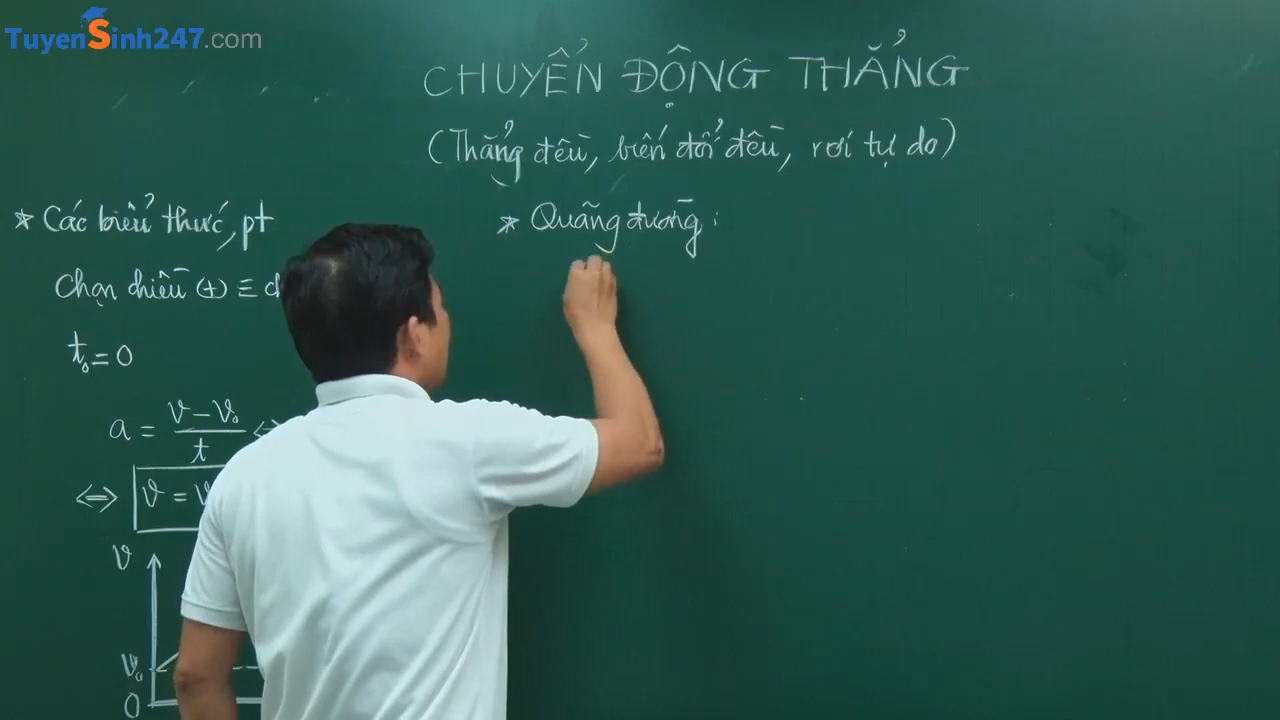 TuyenSinh247.com
CHUYỂN ĐỘNG THẲNG
(Thẳng đều, biến đổi đều, rơi tự do)
* Các biểu thức, pt
Chọn chiều (+) ≡
t₀ = 0
a = (v - v₀)/t ⇔
⇔ v =
v
v₀
0
* Quãng đường: